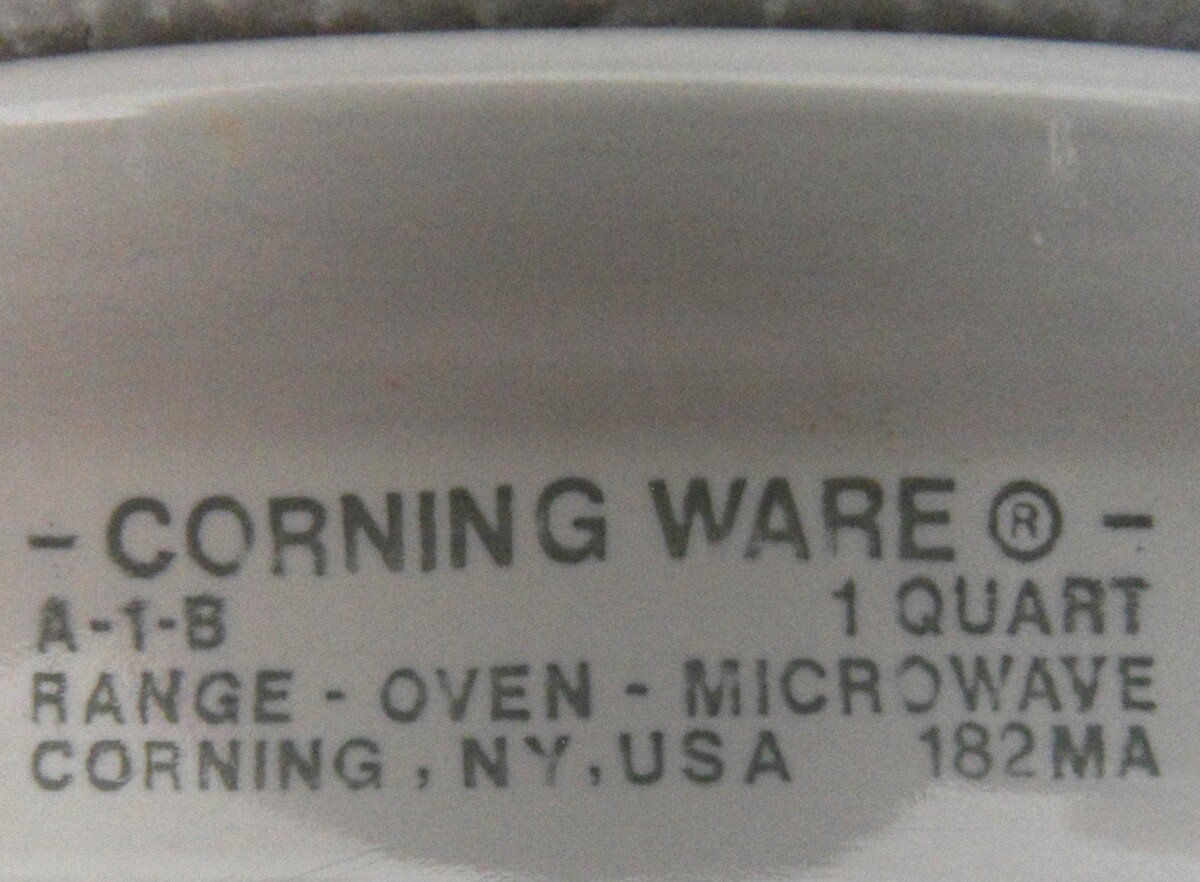 - CORNING WARE ® -
A-1-B 1 QUART
RANGE - OVEN - MICROWAVE
CORNING , NY, USA 182MA